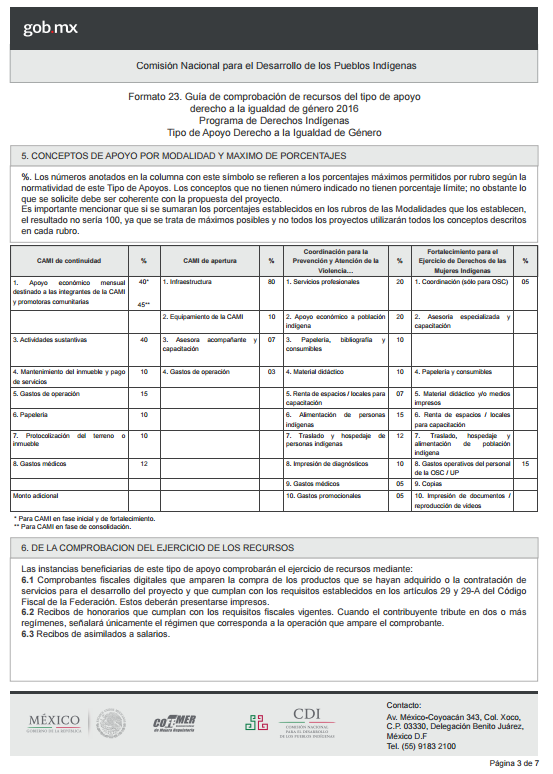 gob.mx
Comisión Nacional para el Desarrollo de los Pueblos Indígenas
Formato 23. Guía de comprobación de recursos del tipo de apoyo
derecho a la igualdad de género 2016
Programa de Derechos Indígenas
Tipo de Apoyo Derecho a la Igualdad de Género
5. CONCEPTOS DE APOYO POR MODALIDAD Y MAXIMO DE PORCENTAJES
%. Los números anotados en la columna con este símbolo se refieren a los porcentajes máximos permitidos por rubro según la
normatividad de este Tipo de Apoyos. Los conceptos que no tienen número indicado no tienen porcentaje límite; no obstante lo
que se solicite debe ser coherente con la propuesta del proyecto.
Es importante mencionar que si se sumaran los porcentajes establecidos en los rubros de las Modalidades que los establecen,
el resultado no sería 100, ya que se trata de máximos posibles y no todos los proyectos utilizarán todos los conceptos descritos
en cada rubro.
CAMI de continuidad % CAMI de apertura % Coordinación para la Prevención y Atención de la Violencia... % Fortalecimiento para el Ejercicio de Derechos de las Mujeres Indígenas %
1. Apoyo económico mensual destinado a las integrantes de la CAMI y promotoras comunitarias 40* 45** 1. Infraestructura 80 1. Servicios profesionales 20 1. Coordinación (sólo para OSC) 05
2. Equipamiento de la CAMI 10 2. Apoyo económico a población indígena 20 2. Asesoría especializada y capacitación
3. Actividades sustantivas 40 3. Asesora acompañante y capacitación 07 3. Papelería, bibliografía y consumibles 10
4. Mantenimiento del inmueble y pago de servicios 10 4. Gastos de operación 03 4. Material didáctico 10 4. Papelería y consumibles
5. Gastos de operación 15 5. Renta de espacios / locales para capacitación 07 5. Material didáctico y/o medios impresos
6. Papelería 10 6. Alimentación de personas indígenas 15 6. Renta de espacios / locales para capacitación
7. Protocolización del terreno o inmueble 10 7. Traslado y hospedaje de personas indígenas 12 7. Traslado, hospedaje y alimentación de población indígena
8. Gastos médicos 12 8. Impresión de diagnósticos 10 8. Gastos operativos del personal de la OSC / UP 15
9. Gastos médicos 05 9. Copias
Monto adicional 10. Gastos promocionales 05 10. Impresión de documentos / reproducción de videos
* Para CAMI en fase inicial y de fortalecimiento.
** Para CAMI en fase de consolidación.
6. DE LA COMPROBACION DEL EJERCICIO DE LOS RECURSOS
Las instancias beneficiarias de este tipo de apoyo comprobarán el ejercicio de recursos mediante:
6.1 Comprobantes fiscales digitales que amparen la compra de los productos que se hayan adquirido o la contratación de
servicios para el desarrollo del proyecto y que cumplan con los requisitos establecidos en los artículos 29 y 29-A del Código
Fiscal de la Federación. Estos deberán presentarse impresos.
6.2 Recibos de honorarios que cumplan con los requisitos fiscales vigentes. Cuando el contribuyente tribute en dos o más
regímenes, señalará únicamente el régimen que corresponda a la operación que ampare el comprobante.
6.3 Recibos de asimilados a salarios.
MÉXICO
GOBIERNO DE LA REPÚBLICA
COFEMER
de Mejora Regulatoria
CDI
COMISIÓN NACIONAL
PARA EL DESARROLLO
DE LOS PUEBLOS INDÍGENAS
Contacto:
Av. México-Coyoacán 343, Col. Xoco,
C.P. 03330, Delegación Benito Juárez,
México D.F
Tel. (55) 9183 2100
Página 3 de 7